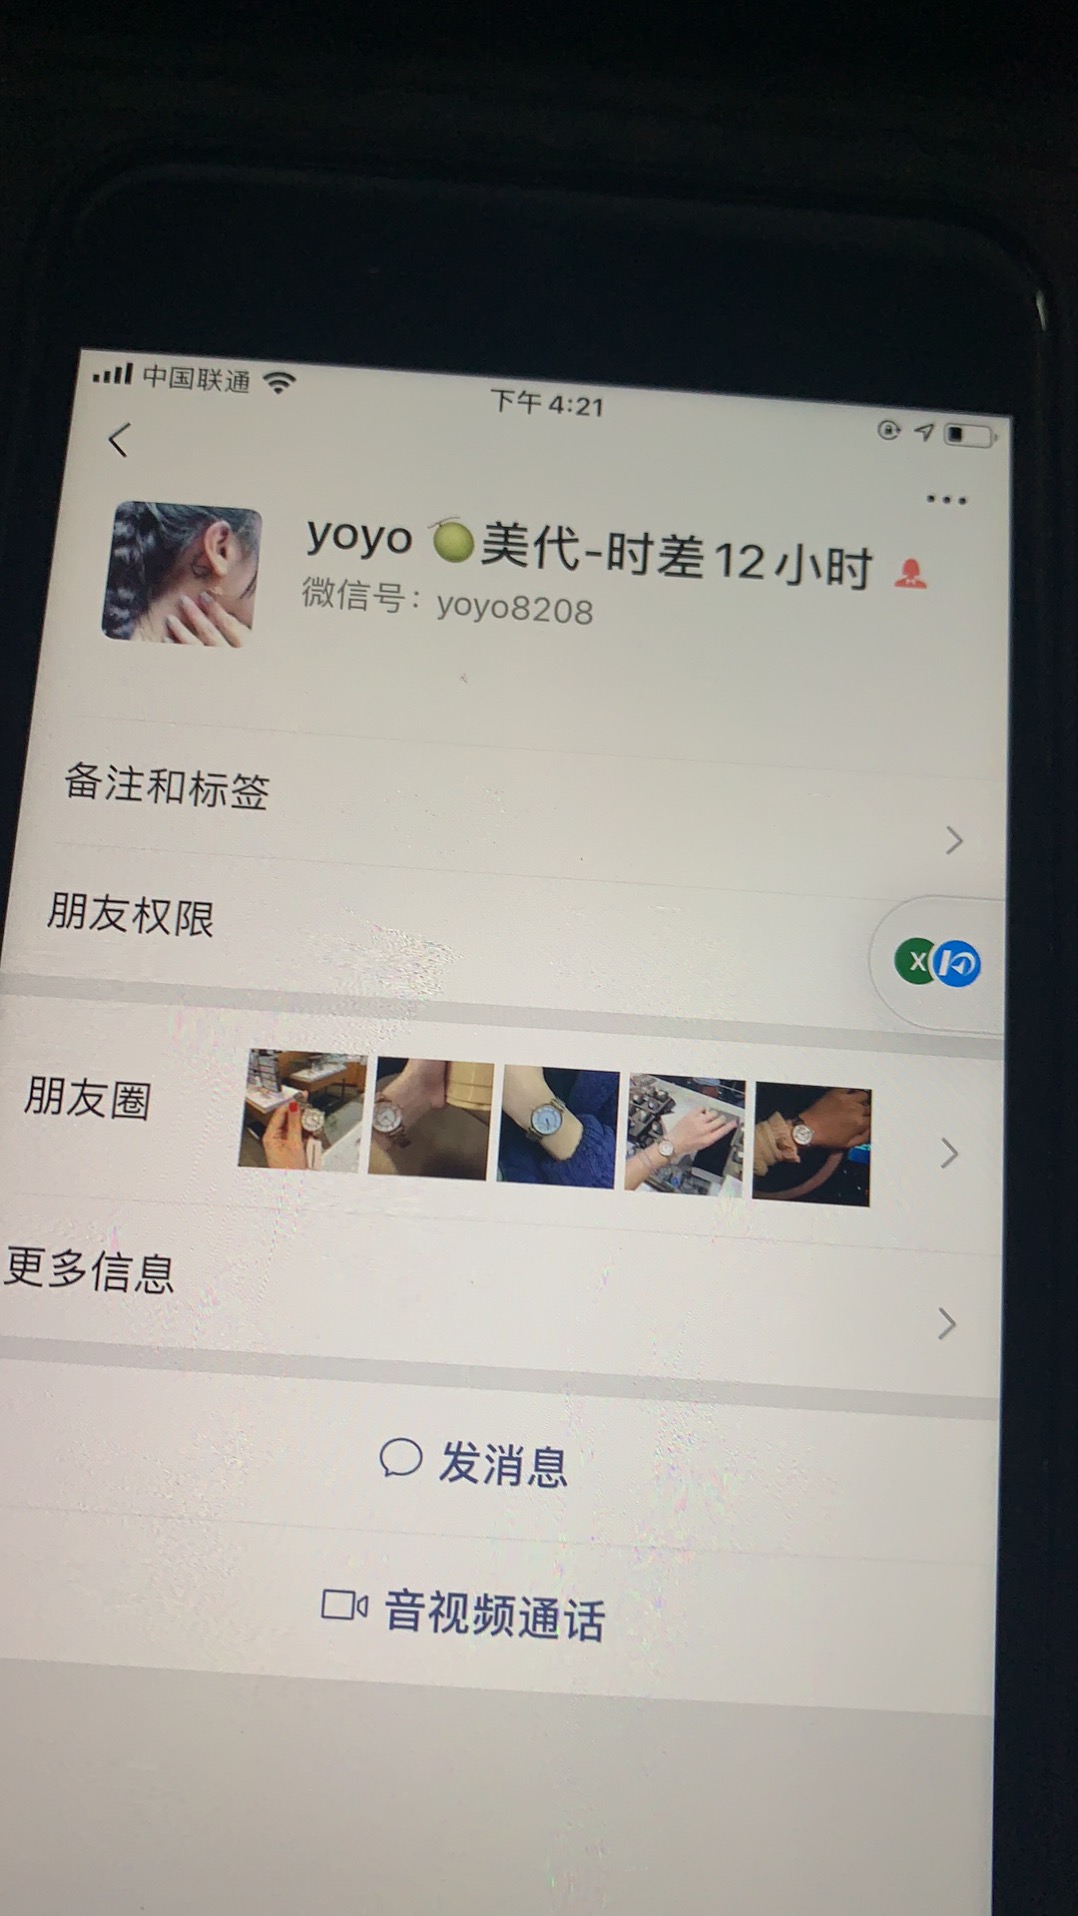 中国联通
下午4:21
yoyo 🍈美代-时差12小时
微信号：yoyo8208
备注和标签
朋友权限
X
朋友圈
更多信息
发消息
音视频通话